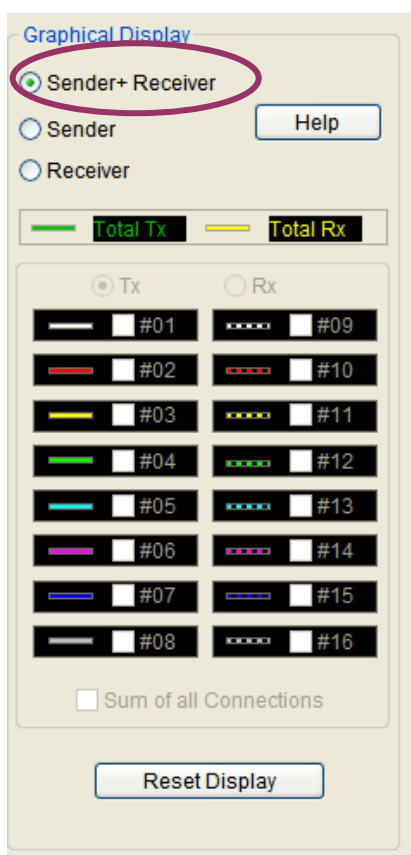 Graphical Display
Sender+ Receiver
Sender
Help
Receiver
Total Tx Total Rx
Tx Rx
#01 #09
#02 #10
#03 #11
#04 #12
#05 #13
#06 #14
#07 #15
#08 #16
Sum of all Connections
Reset Display